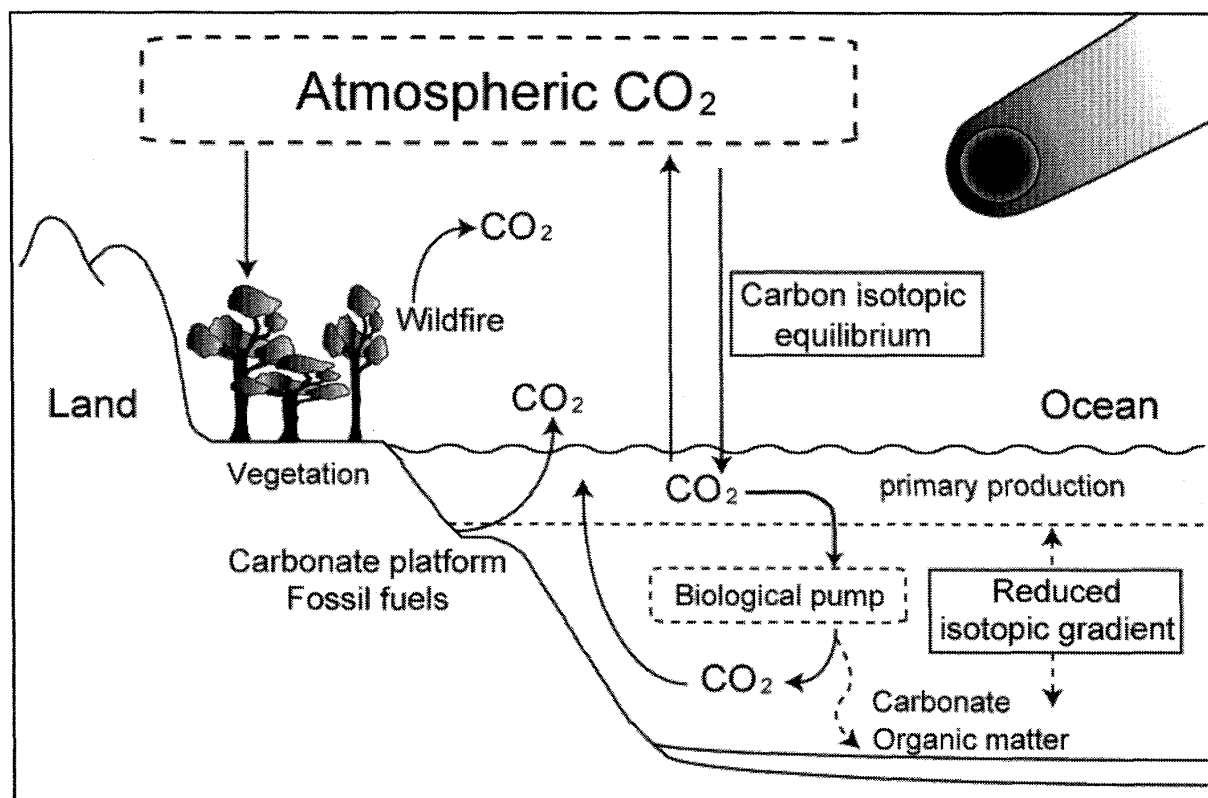 Atmospheric CO₂
CO₂
Wildfire
Carbon isotopic
equilibrium
Land
CO₂
Ocean
Vegetation
CO₂
primary production
Carbonate platform
Fossil fuels
Biological pump
Reduced
isotopic gradient
CO₂
Carbonate
Organic matter